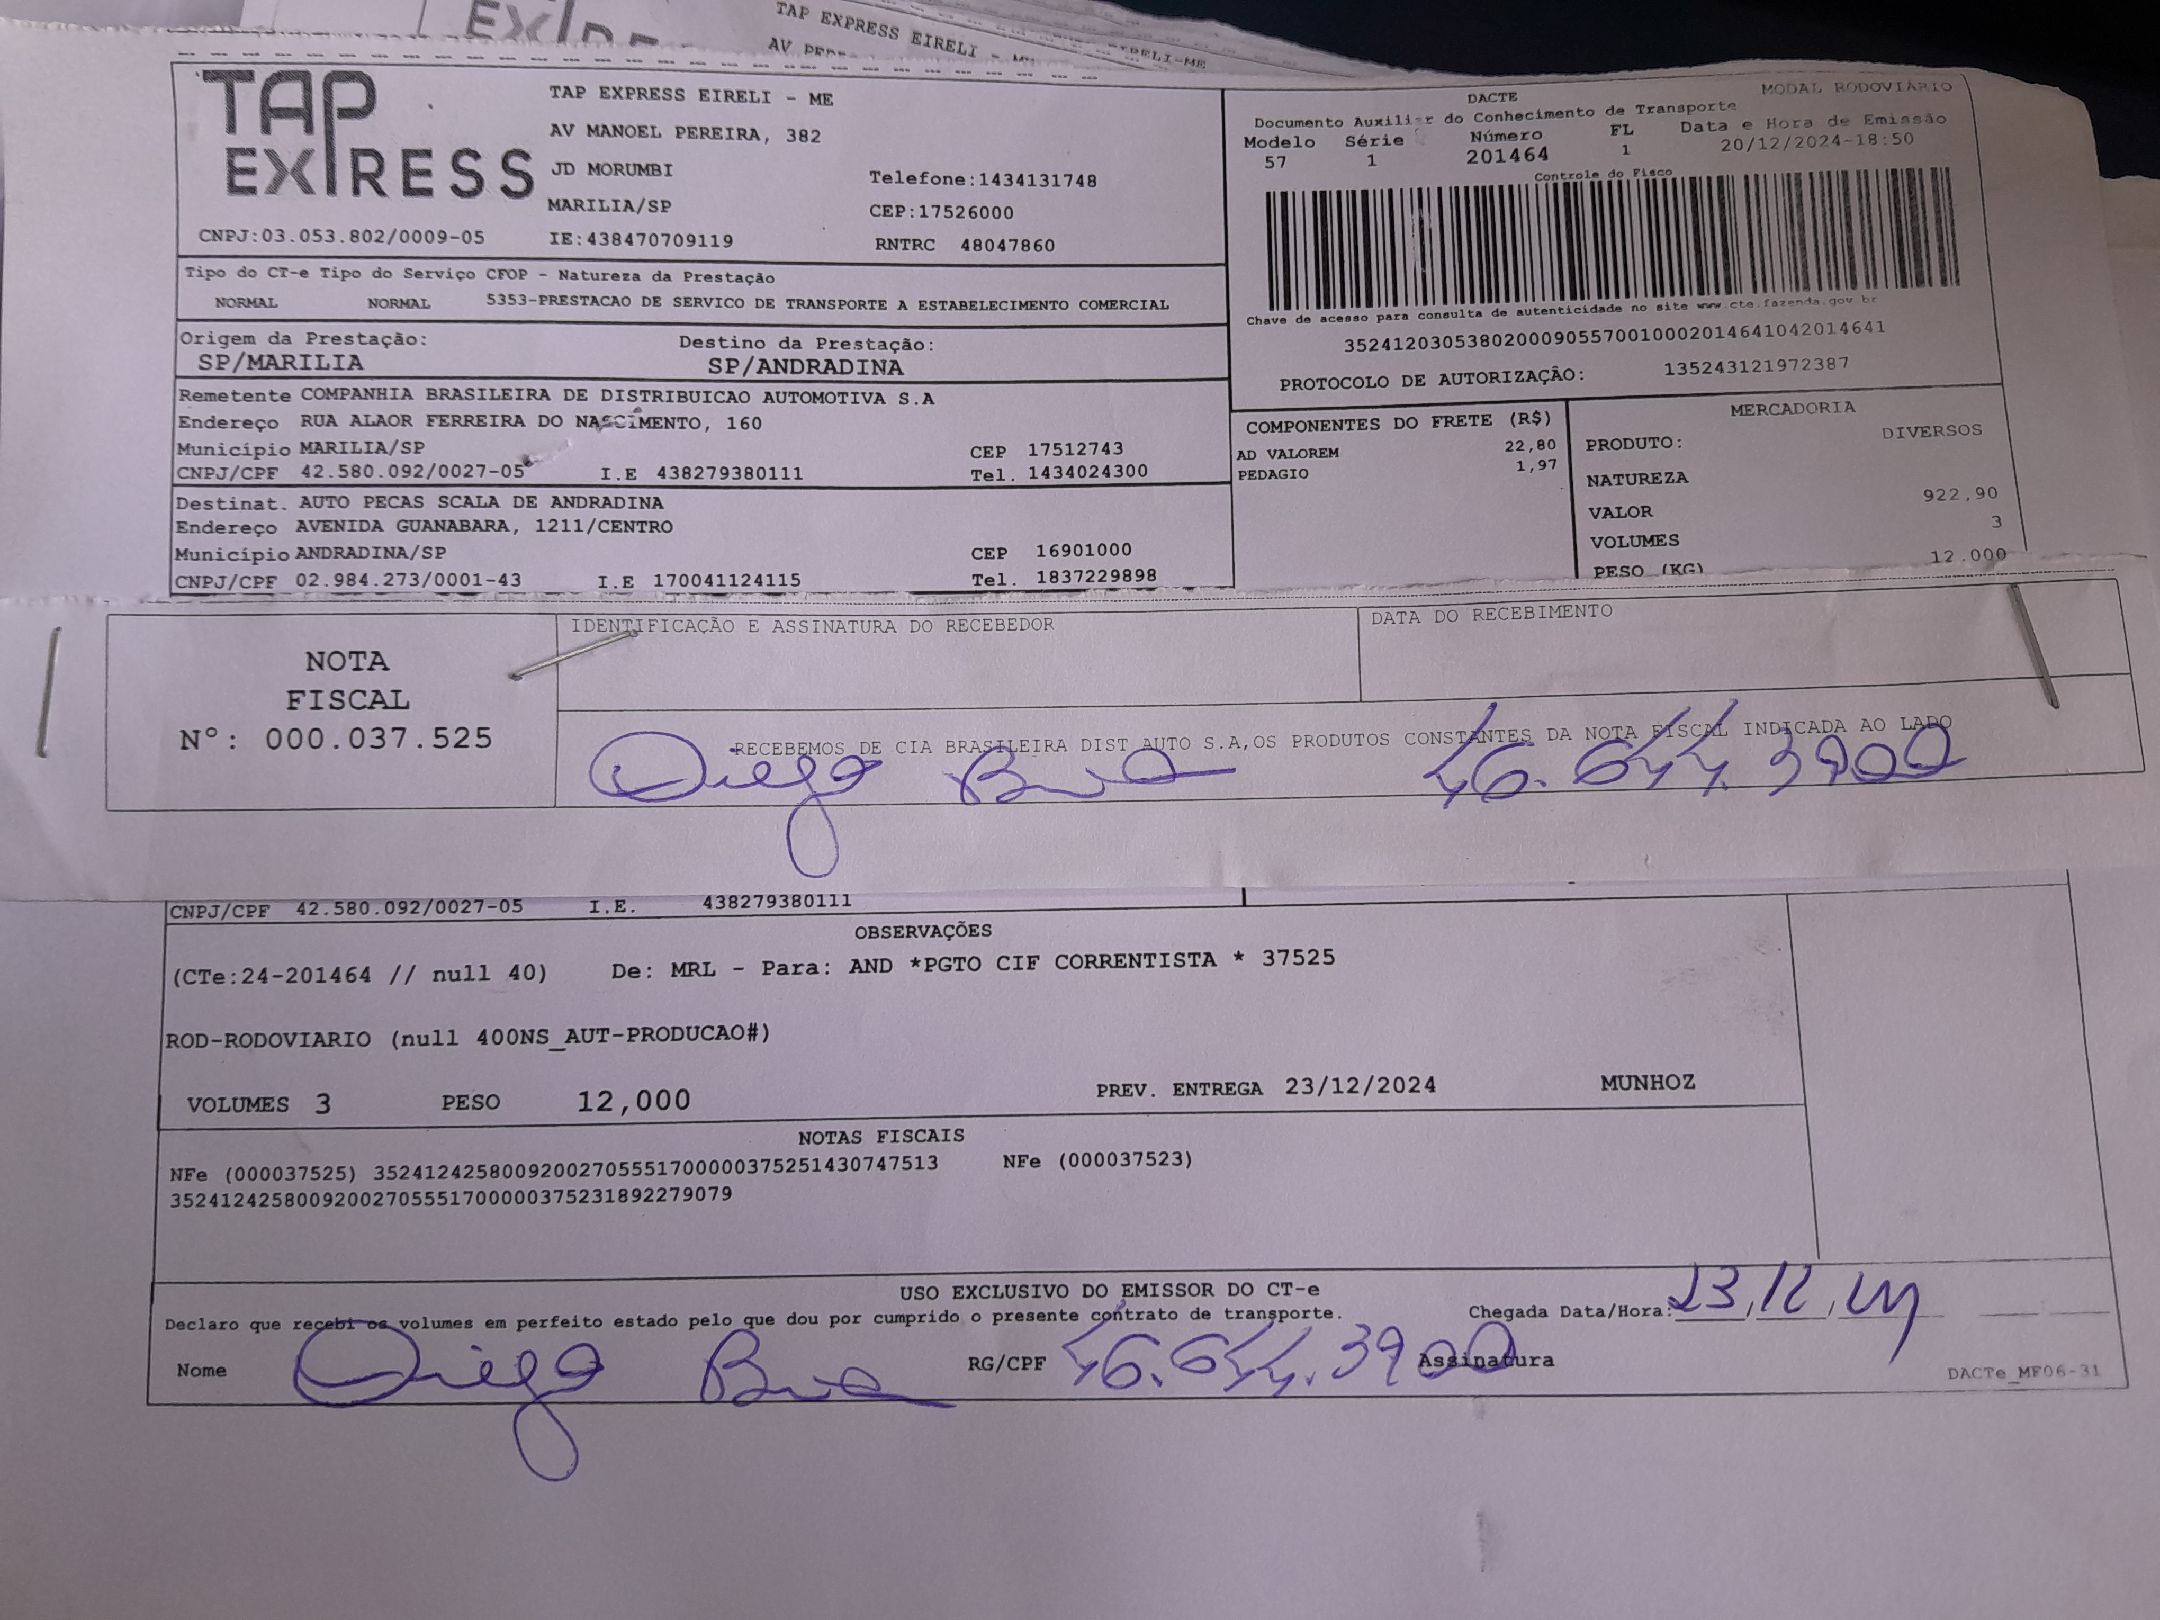 TAP EXPRESS EIRELI - ME
EIRELI-ME
TAP
EXPRESS
TAP EXPRESS EIRELI - ME
AV MANOEL PEREIRA, 382
JD MORUMBI
Telefone:1434131748
MARILIA/SP
CEP:17526000
CNPJ:03.053.802/0009-05
IE:438470709119
RNTRC 48047860
DACTE
MODAL RODOVIÁRIO
Documento Auxiliar do Conhecimento de Transporte
Modelo Série Número FL Data e Hora de Emissão
57 1 201464 1 20/12/2024-18:50
Controle do Fisco
Chave de acesso para consulta de autenticidade no site www.cte.fazenda.gov.br
35241203053802000905570010002014641042014641
PROTOCOLO DE AUTORIZAÇÃO: 135243121972387
Tipo do CT-e Tipo do Serviço CFOP - Natureza da Prestação
NORMAL NORMAL 5353-PRESTACAO DE SERVICO DE TRANSPORTE A ESTABELECIMENTO COMERCIAL
Origem da Prestação: Destino da Prestação:
SP/MARILIA SP/ANDRADINA
Remetente COMPANHIA BRASILEIRA DE DISTRIBUICAO AUTOMOTIVA S.A
Endereço RUA ALAOR FERREIRA DO NASCIMENTO, 160
Município MARILIA/SP CEP 17512743
CNPJ/CPF 42.580.092/0027-05 I.E 438279380111 Tel. 1434024300
Destinat. AUTO PECAS SCALA DE ANDRADINA
Endereço AVENIDA GUANABARA, 1211/CENTRO
Município ANDRADINA/SP CEP 16901000
CNPJ/CPF 02.984.273/0001-43 I.E 170041124115 Tel. 1837229898
COMPONENTES DO FRETE (R$)
AD VALOREM 22,80
PEDAGIO 1,97
MERCADORIA
PRODUTO: DIVERSOS
NATUREZA
VALOR 922,90
VOLUMES 3
PESO (KG) 12.000
NOTA
FISCAL
N°: 000.037.525
IDENTIFICAÇÃO E ASSINATURA DO RECEBEDOR
DATA DO RECEBIMENTO
RECEBEMOS DE CIA BRASILEIRA DIST AUTO S.A,OS PRODUTOS CONSTANTES DA NOTA FISCAL INDICADA AO LADO
Diego 46.644.3900
CNPJ/CPF 42.580.092/0027-05 I.E. 438279380111
OBSERVAÇÕES
(CTe:24-201464 // null 40) De: MRL - Para: AND *PGTO CIF CORRENTISTA * 37525
ROD-RODOVIARIO (null 400NS_AUT-PRODUCAO#)
VOLUMES 3 PESO 12,000 PREV. ENTREGA 23/12/2024 MUNHOZ
NOTAS FISCAIS
NFe (000037525) 35241242580092002705551700000375251430747513 NFe (000037523)
35241242580092002705551700000375231892279079
USO EXCLUSIVO DO EMISSOR DO CT-e
Declaro que recebi os volumes em perfeito estado pelo que dou por cumprido o presente contrato de transporte. Chegada Data/Hora: 23/12/24
Nome Diego RG/CPF 46.644.3900 Assinatura
DACTe_MF06-31